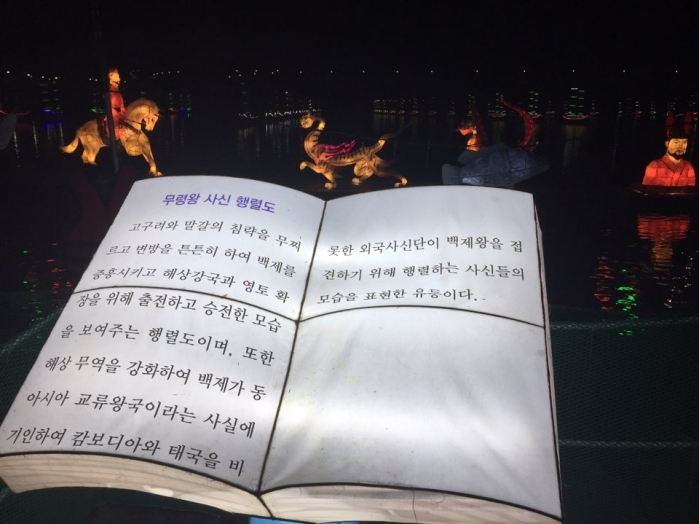 무령왕 사신 행렬도
고구려와 말갈의 침략을 무찌
르고 변방을 튼튼히 하여 백제를
중흥시키고 해상강국과 영토 확
장을 위해 출전하고 승전한 모습
을 보여주는 행렬도이며, 또한
해상 무역을 강화하여 백제가 동
아시아 교류왕국이라는 사실에
기인하여 캄보디아와 태국을 비
롯한 외국사신단이 백제왕을 접
견하기 위해 행렬하는 사신들의
모습을 표현한 유등이다..